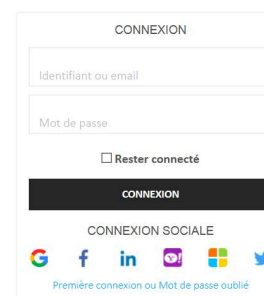 CONNEXION
Identifiant ou email
Mot de passe
Rester connecté
CONNEXION
CONNEXION SOCIALE
Première connexion ou Mot de passe oublié